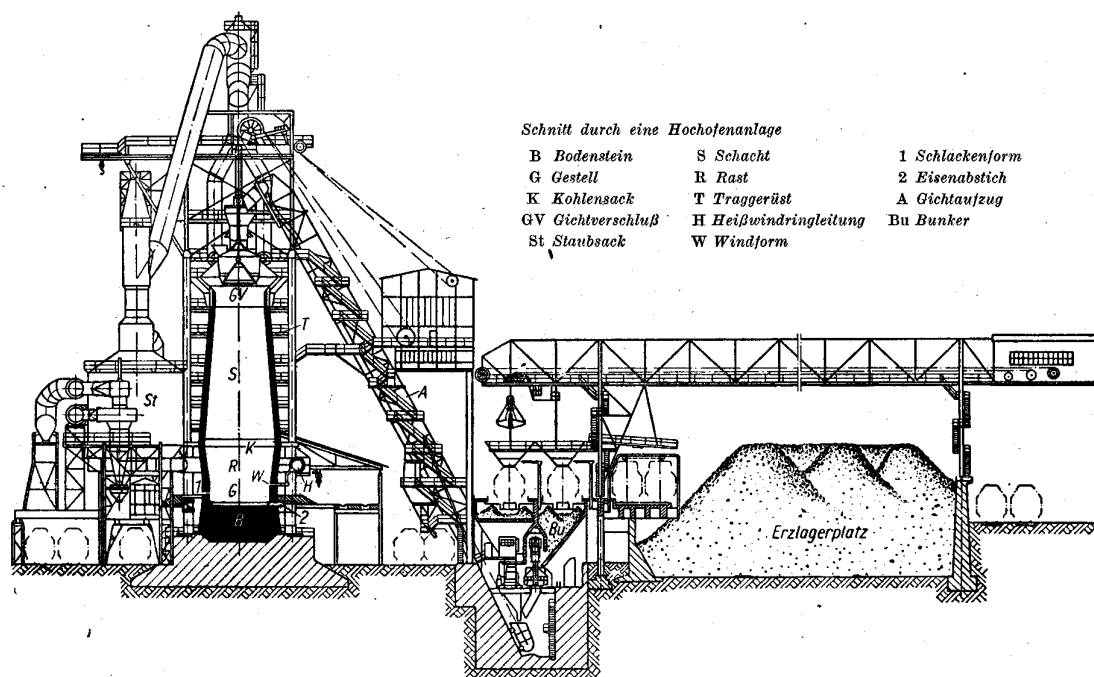 Schnitt durch eine Hochofenanlage
B Bodenstein S Schacht 1 Schlackenform
G Gestell R Rast 2 Eisenabstich
K Kohlensack T Traggerüst A Gichtaufzug
GV Gichtverschluß H Heißwindringleitung Bu Bunker
St Staubsack W Windform
GV
T
S
St
A
K
R
W
H
G
1
2
B
Bu
Erzlagerplatz